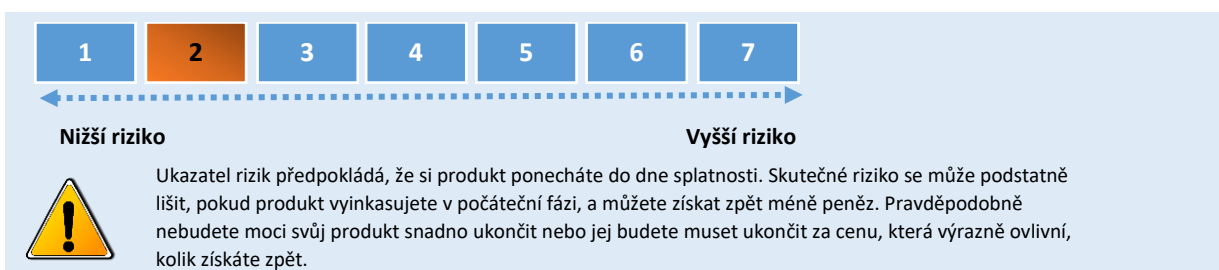 1 2 3 4 5 6 7
Nižší riziko Vyšší riziko
Ukazatel rizik předpokládá, že si produkt ponecháte do dne splatnosti. Skutečné riziko se může podstatně
lišit, pokud produkt vyinkasujete v počáteční fázi, a můžete získat zpět méně peněz. Pravděpodobně
nebudete moci svůj produkt snadno ukončit nebo jej budete muset ukončit za cenu, která výrazně ovlivní,
kolik získáte zpět.